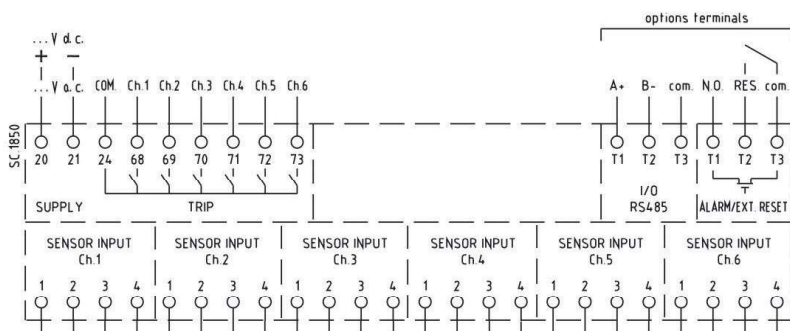 options terminals
...V d.c.
+ −
...V a.c. COM. Ch.1 Ch.2 Ch.3 Ch.4 Ch.5 Ch.6 A+ B- com. N.O. RES. com.
SC.1850
20 21 24 68 69 70 71 72 73 T1 T2 T3 T1 T2 T3
I/O
SUPPLY TRIP RS485 ALARM/EXT. RESET
SENSOR INPUT SENSOR INPUT SENSOR INPUT SENSOR INPUT SENSOR INPUT SENSOR INPUT
Ch.1 Ch.2 Ch.3 Ch.4 Ch.5 Ch.6
1 2 3 4 1 2 3 4 1 2 3 4 1 2 3 4 1 2 3 4 1 2 3 4